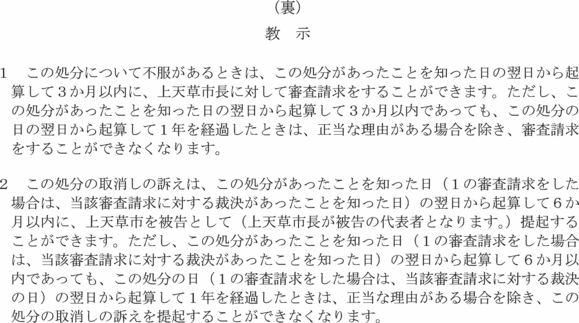 （裏）
教　示
１　この処分について不服があるときは、この処分があったことを知った日の翌日から起
算して３か月以内に、上天草市長に対して審査請求をすることができます。ただし、こ
の処分があったことを知った日の翌日から起算して３か月以内であっても、この処分の
日の翌日から起算して１年を経過したときは、正当な理由がある場合を除き、審査請求
をすることができなくなります。
２　この処分の取消しの訴えは、この処分があったことを知った日（１の審査請求をした
場合は、当該審査請求に対する裁決があったことを知った日）の翌日から起算して６か
月以内に、上天草市を被告として（上天草市長が被告の代表者となります。）提起するこ
とができます。ただし、この処分があったことを知った日（１の審査請求をした場合
は、当該審査請求に対する裁決があったことを知った日）の翌日から起算して６か月以
内であっても、この処分の日（１の審査請求をした場合は、当該審査請求に対する裁決
の日）の翌日から起算して１年を経過したときは、正当な理由がある場合を除き、この
処分の取消しの訴えを提起することができなくなります。